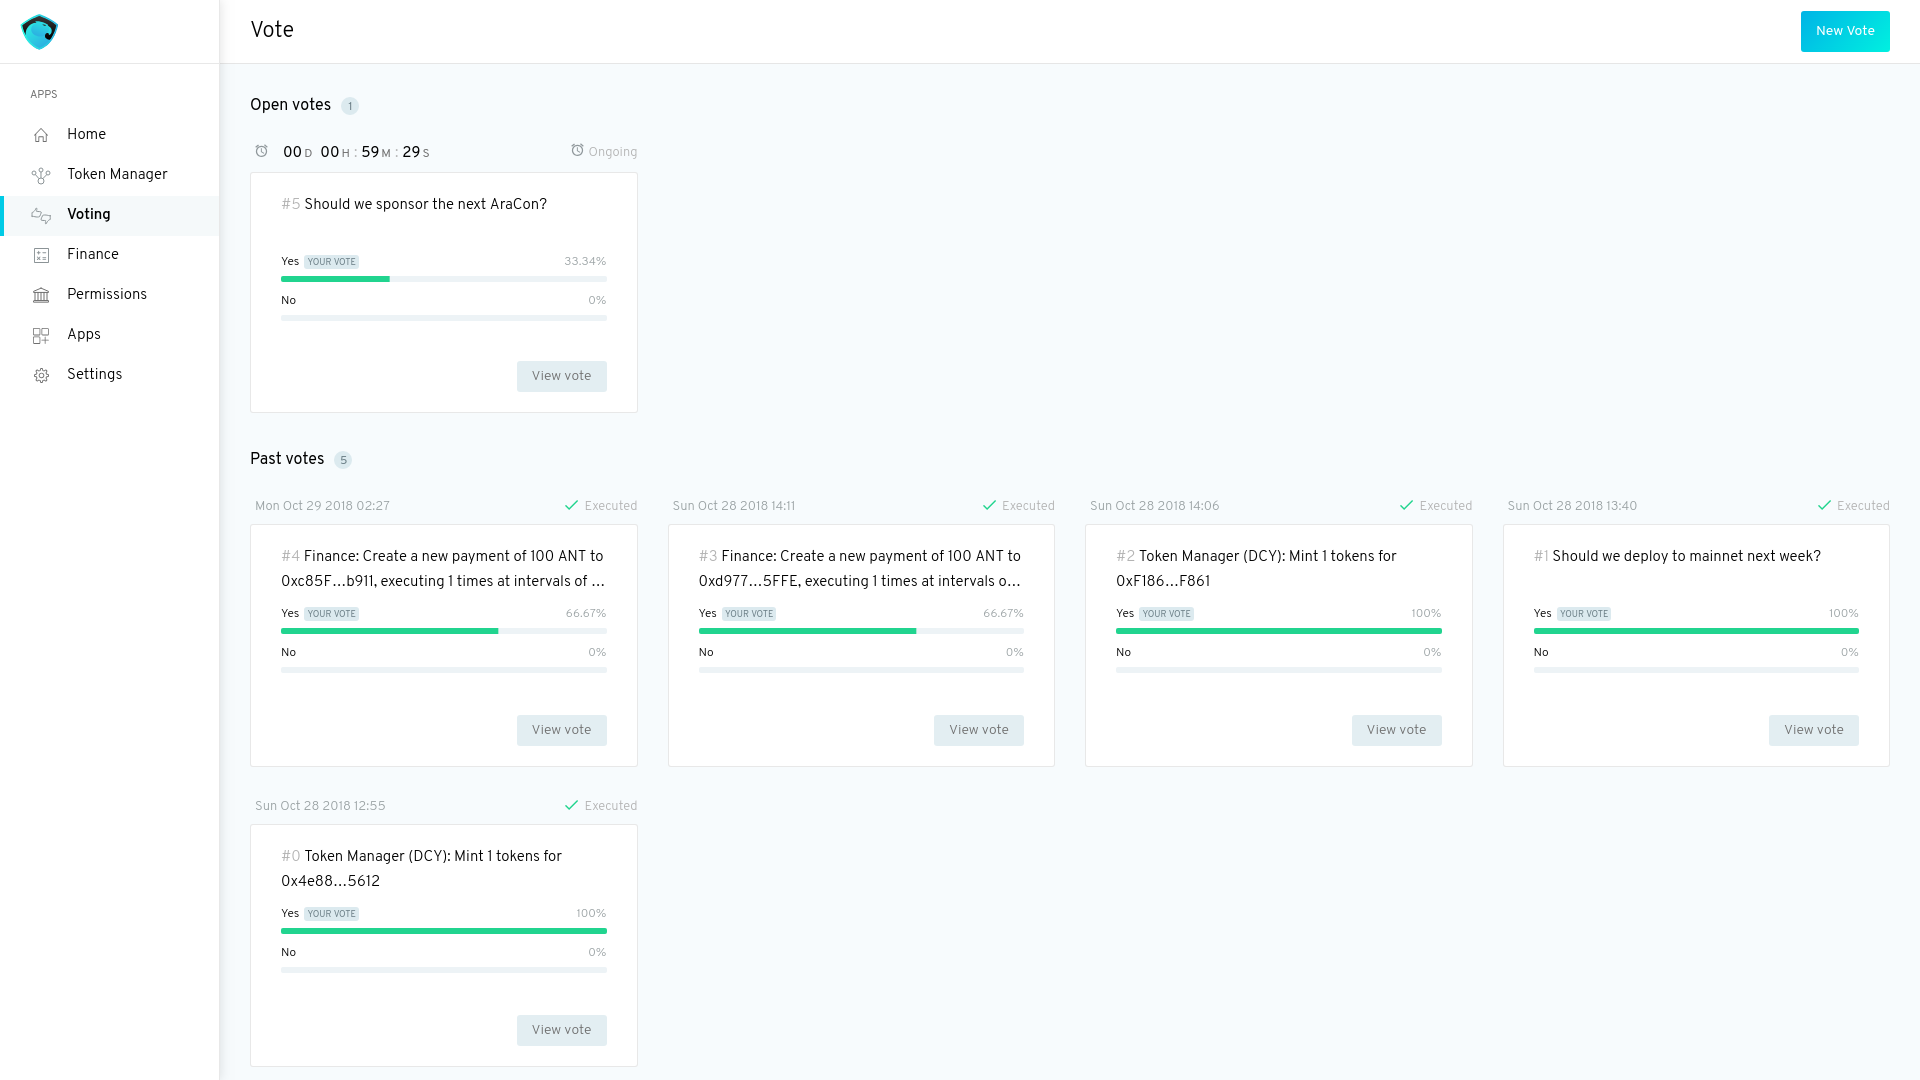 Vote
New Vote
APPS
Home
Token Manager
Voting
Finance
Permissions
Apps
Settings
Open votes 1
00 D 00 H : 59 M : 29 S Ongoing
#5 Should we sponsor the next AraCon?
Yes YOUR VOTE 33.34%
No 0%
View vote
Past votes 5
Mon Oct 29 2018 02:27 Executed
#4 Finance: Create a new payment of 100 ANT to
0xc85F…b911, executing 1 times at intervals of …
Yes YOUR VOTE 66.67%
No 0%
View vote
Sun Oct 28 2018 14:11 Executed
#3 Finance: Create a new payment of 100 ANT to
0xd977…5FFE, executing 1 times at intervals o…
Yes YOUR VOTE 66.67%
No 0%
View vote
Sun Oct 28 2018 14:06 Executed
#2 Token Manager (DCY): Mint 1 tokens for
0xF186…F861
Yes YOUR VOTE 100%
No 0%
View vote
Sun Oct 28 2018 13:40 Executed
#1 Should we deploy to mainnet next week?
Yes YOUR VOTE 100%
No 0%
View vote
Sun Oct 28 2018 12:55 Executed
#0 Token Manager (DCY): Mint 1 tokens for
0x4e88…5612
Yes YOUR VOTE 100%
No 0%
View vote